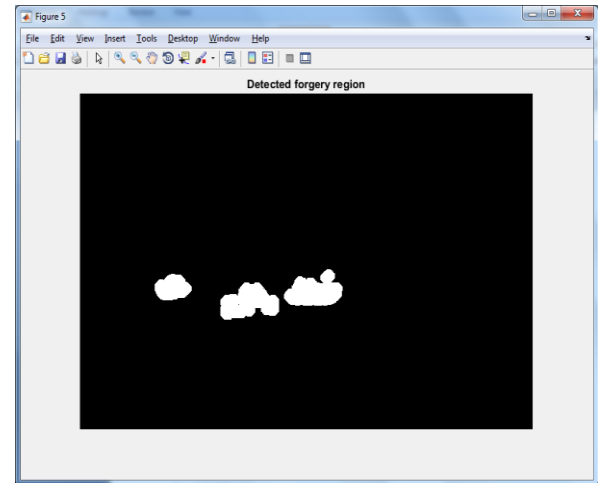 Figure 5
File Edit View Insert Tools Desktop Window Help
Detected forgery region